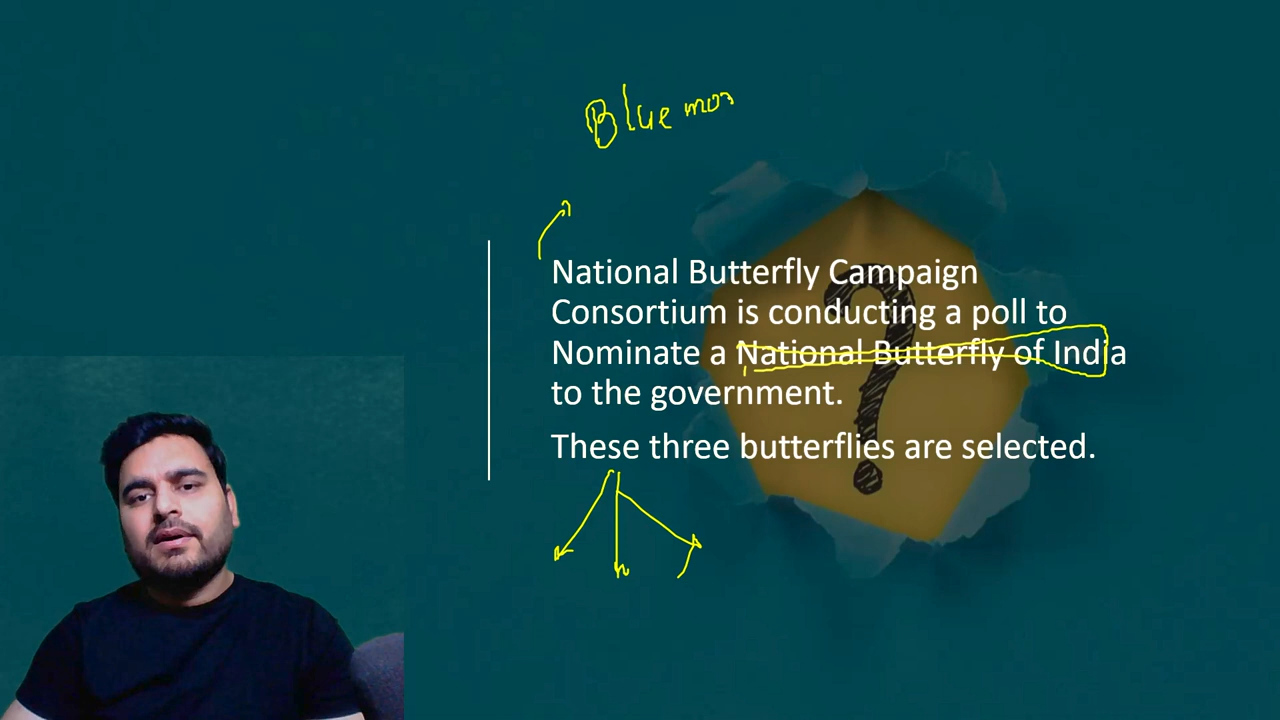 Blue mo
National Butterfly Campaign
Consortium is conducting a poll to
Nominate a National Butterfly of India
to the government.
These three butterflies are selected.